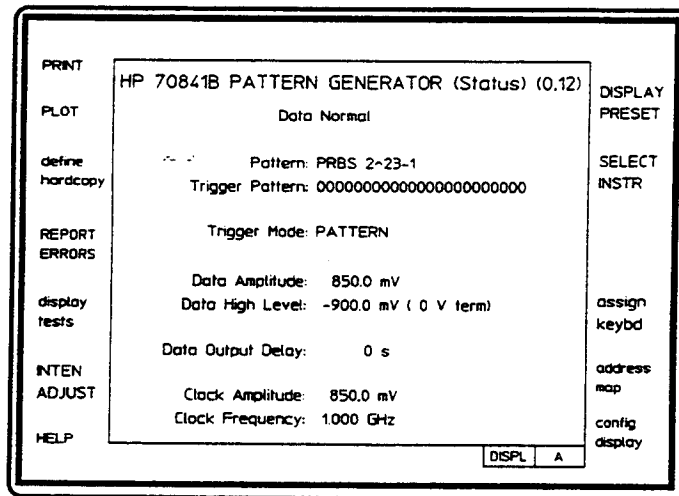 PRINT
PLOT
define
hardcopy
REPORT
ERRORS
display
tests
INTEN
ADJUST
HELP
HP 70841B PATTERN GENERATOR (Status) (0,12)
Data Normal
Pattern: PRBS 2^23-1
Trigger Pattern: 00000000000000000000000
Trigger Mode: PATTERN
Data Amplitude: 850.0 mV
Data High Level: -900.0 mV ( 0 V term)
Data Output Delay: 0 s
Clock Amplitude: 850.0 mV
Clock Frequency: 1.000 GHz
DISPLAY
PRESET
SELECT
INSTR
assign
keybd
address
map
config
display
DISPL A